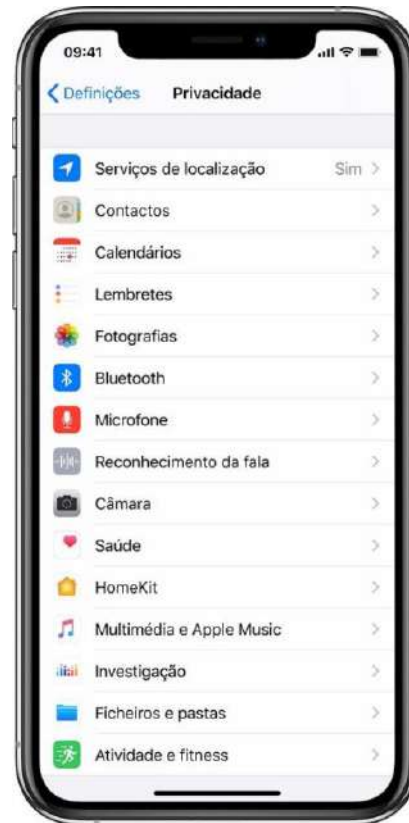 09:41
Definições Privacidade
Serviços de localização Sim
Contactos
Calendários
Lembretes
Fotografias
Bluetooth
Microfone
Reconhecimento da fala
Câmara
Saúde
HomeKit
Multimédia e Apple Music
Investigação
Ficheiros e pastas
Atividade e fitness